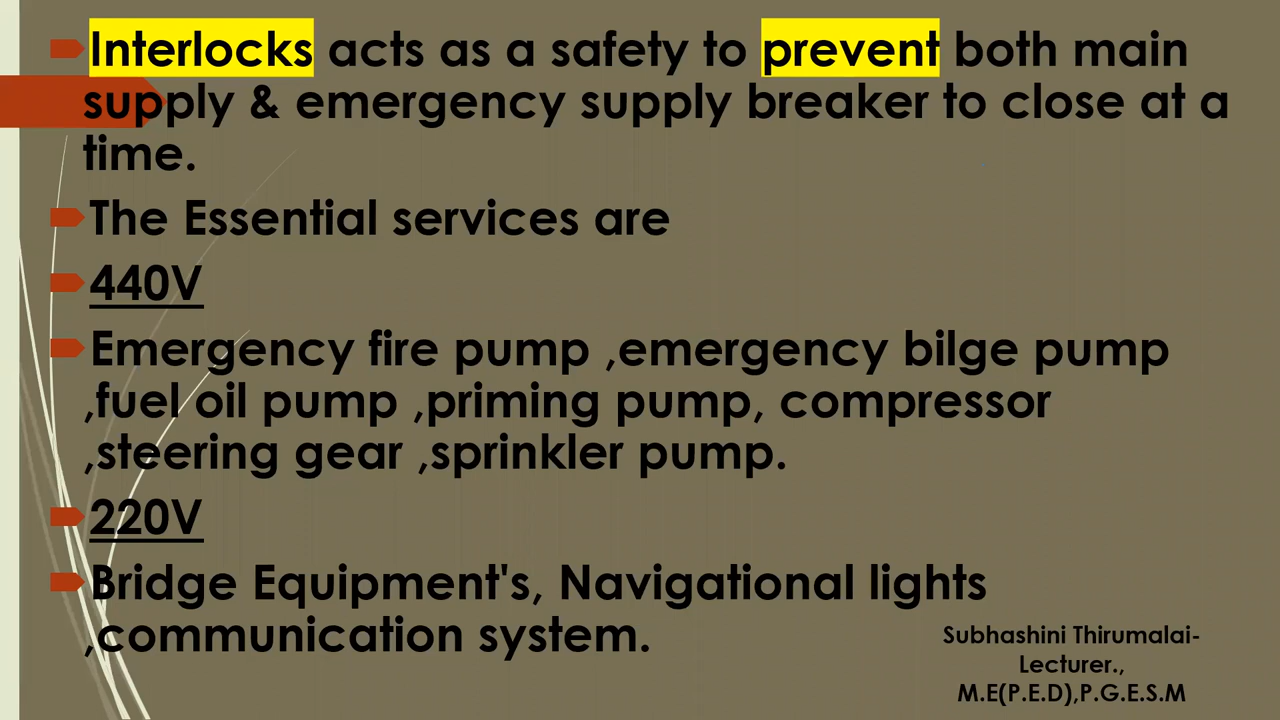 Interlocks acts as a safety to prevent both main
supply & emergency supply breaker to close at a
time.
The Essential services are
440V
Emergency fire pump ,emergency bilge pump
,fuel oil pump ,priming pump, compressor
,steering gear ,sprinkler pump.
220V
Bridge Equipment's, Navigational lights
,communication system.
Subhashini Thirumalai-
Lecturer.,
M.E(P.E.D),P.G.E.S.M